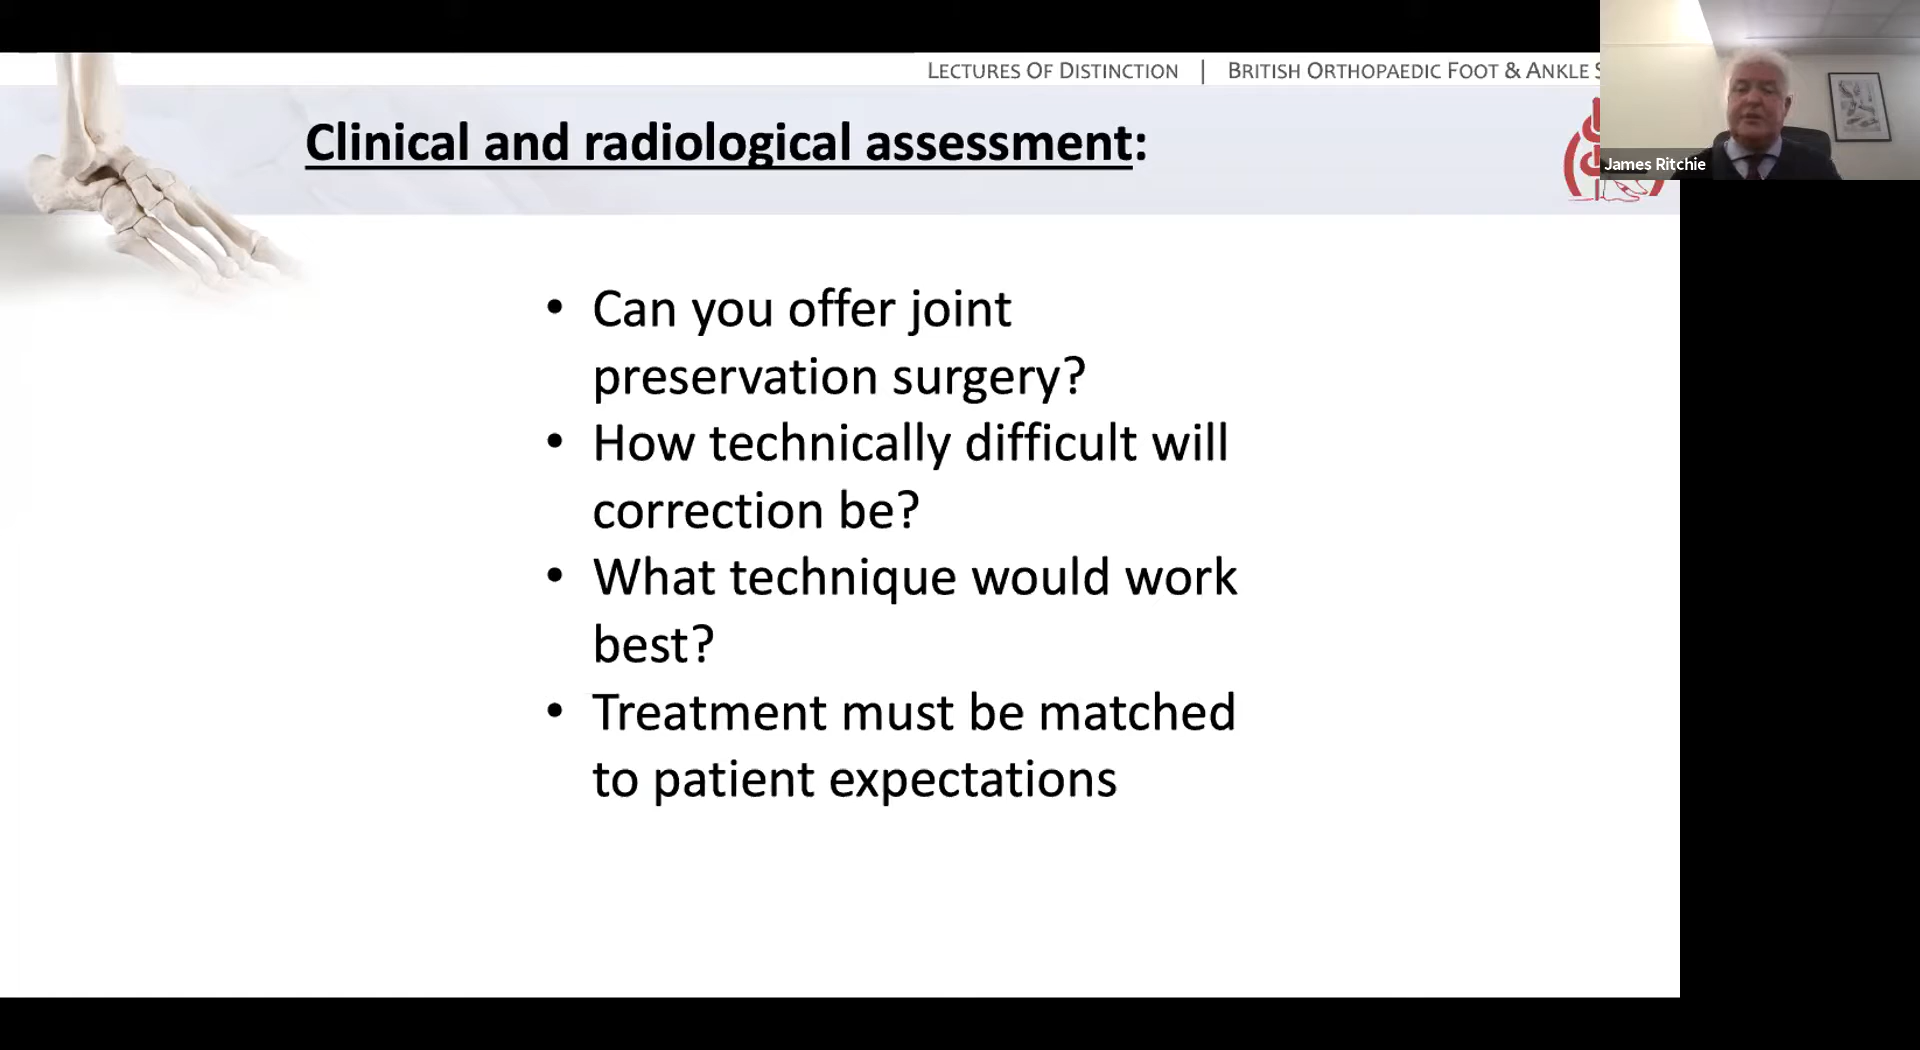 LECTURES OF DISTINCTION | BRITISH ORTHOPAEDIC FOOT & ANKLE
Clinical and radiological assessment:
James Ritchie
• Can you offer joint
preservation surgery?
• How technically difficult will
correction be?
• What technique would work
best?
• Treatment must be matched
to patient expectations